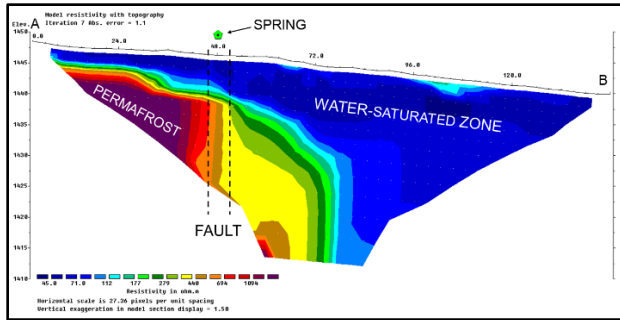 Model resistivity with topography
Iteration 7 Abs. error = 1.1
Elev. A
SPRING
1450
0.0
24.0
48.0
72.0
96.0
120.0
B
1445
1440
1435
1430
1425
1420
1415
1410
PERMAFROST
WATER-SATURATED ZONE
FAULT
45.0 71.0 112 177 279 440 694 1094
Resistivity in ohm.m
Horizontal scale is 27.36 pixels per unit spacing
Vertical exaggeration in model section display = 1.50